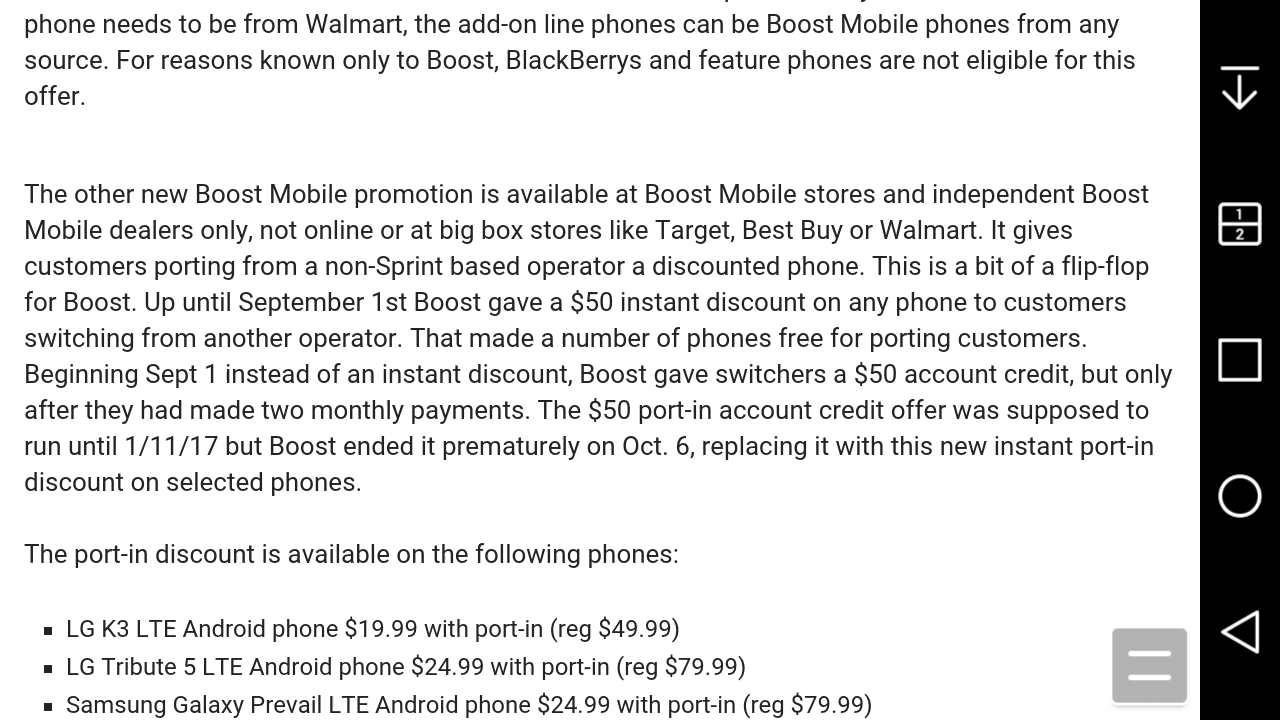 phone needs to be from Walmart, the add-on line phones can be Boost Mobile phones from any
source. For reasons known only to Boost, BlackBerrys and feature phones are not eligible for this
offer.
The other new Boost Mobile promotion is available at Boost Mobile stores and independent Boost
Mobile dealers only, not online or at big box stores like Target, Best Buy or Walmart. It gives
customers porting from a non-Sprint based operator a discounted phone. This is a bit of a flip-flop
for Boost. Up until September 1st Boost gave a $50 instant discount on any phone to customers
switching from another operator. That made a number of phones free for porting customers.
Beginning Sept 1 instead of an instant discount, Boost gave switchers a $50 account credit, but only
after they had made two monthly payments. The $50 port-in account credit offer was supposed to
run until 1/11/17 but Boost ended it prematurely on Oct. 6, replacing it with this new instant port-in
discount on selected phones.
The port-in discount is available on the following phones:
▪ LG K3 LTE Android phone $19.99 with port-in (reg $49.99)
▪ LG Tribute 5 LTE Android phone $24.99 with port-in (reg $79.99)
▪ Samsung Galaxy Prevail LTE Android phone $24.99 with port-in (reg $79.99)
1
2